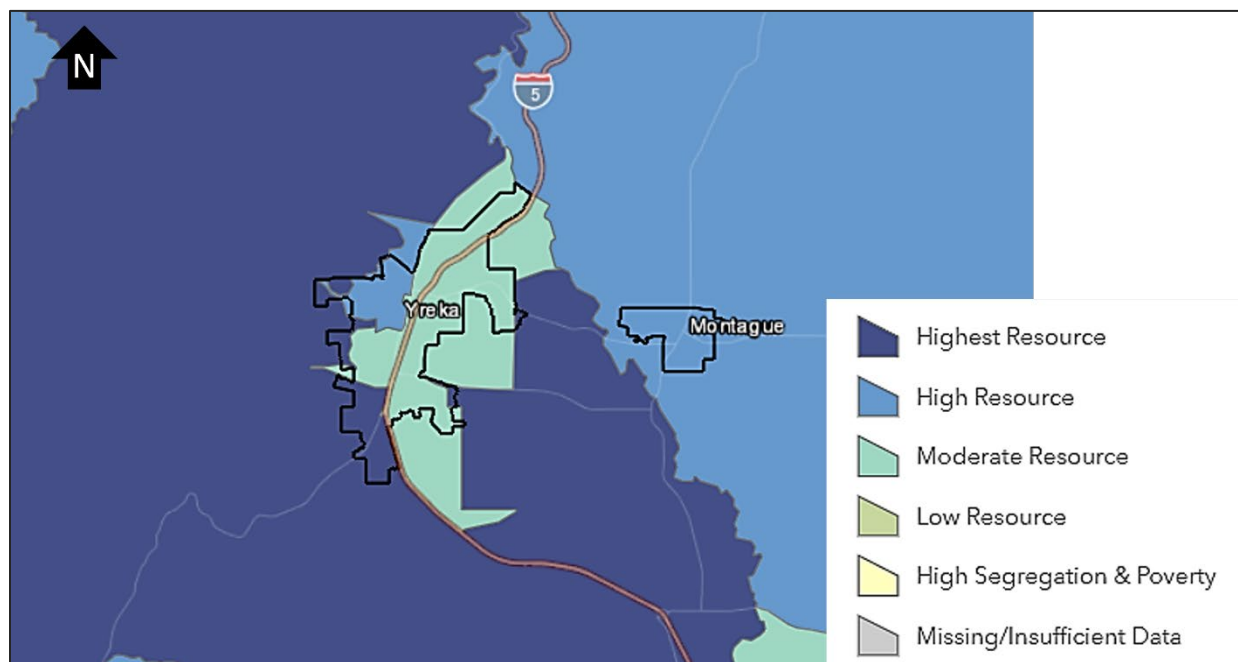 N
5
Yreka
Montague
Highest Resource
High Resource
Moderate Resource
Low Resource
High Segregation & Poverty
Missing/Insufficient Data